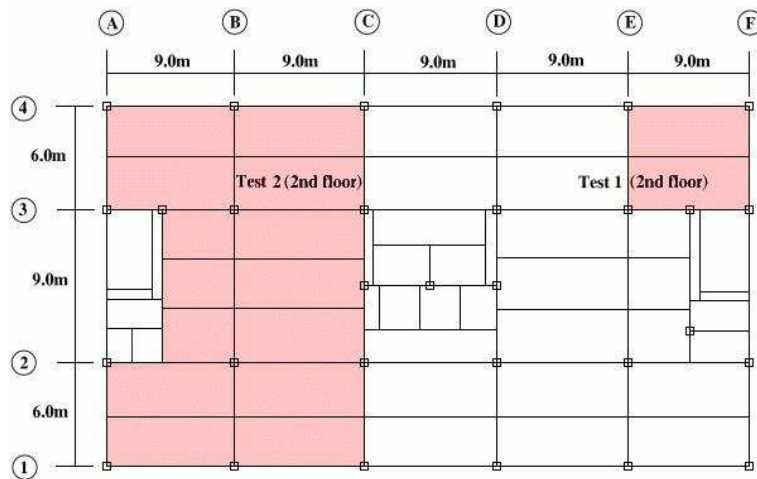 A B C D E F
9.0m 9.0m 9.0m 9.0m 9.0m
4
6.0m
Test 2 (2nd floor) Test 1 (2nd floor)
3
9.0m
2
6.0m
1